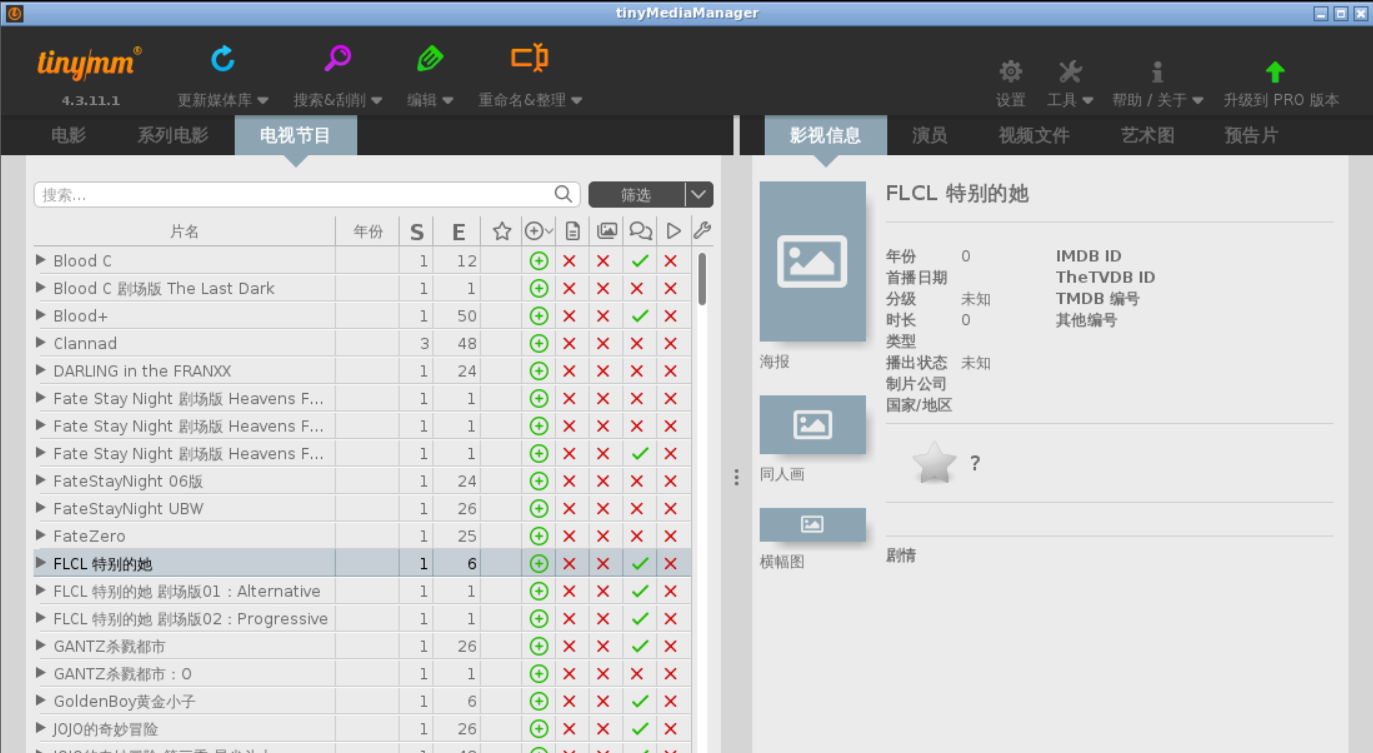 tinyMediaManager
tinymm®
4.3.11.1
更新媒体库
搜索&刮削
编辑
重命名&整理
设置
工具
帮助 / 关于
升级到 PRO 版本
电影
系列电影
电视节目
影视信息
演员
视频文件
艺术图
预告片
搜索...
筛选
片名 年份 S E
Blood C 1 12
Blood C 剧场版 The Last Dark 1 1
Blood+ 1 50
Clannad 3 48
DARLING in the FRANXX 1 24
Fate Stay Night 剧场版 Heavens F... 1 1
Fate Stay Night 剧场版 Heavens F... 1 1
Fate Stay Night 剧场版 Heavens F... 1 1
FateStayNight 06版 1 24
FateStayNight UBW 1 26
FateZero 1 25
FLCL 特别的她 1 6
FLCL 特别的她 剧场版01：Alternative 1 1
FLCL 特别的她 剧场版02：Progressive 1 1
GANTZ杀戮都市 1 26
GANTZ杀戮都市：O 1 1
GoldenBoy黄金小子 1 6
JOJO的奇妙冒险 1 26
FLCL 特别的她
年份 0 IMDB ID
首播日期 TheTVDB ID
分级 未知 TMDB 编号
时长 0 其他编号
类型
播出状态 未知
制片公司
国家/地区
?
剧情
海报
同人画
横幅图